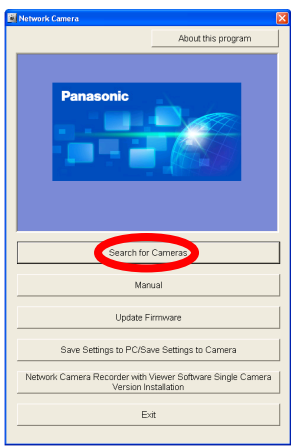 Network Camera
About this program
Panasonic
Search for Cameras
Manual
Update Firmware
Save Settings to PC/Save Settings to Camera
Network Camera Recorder with Viewer Software Single Camera
Version Installation
Exit